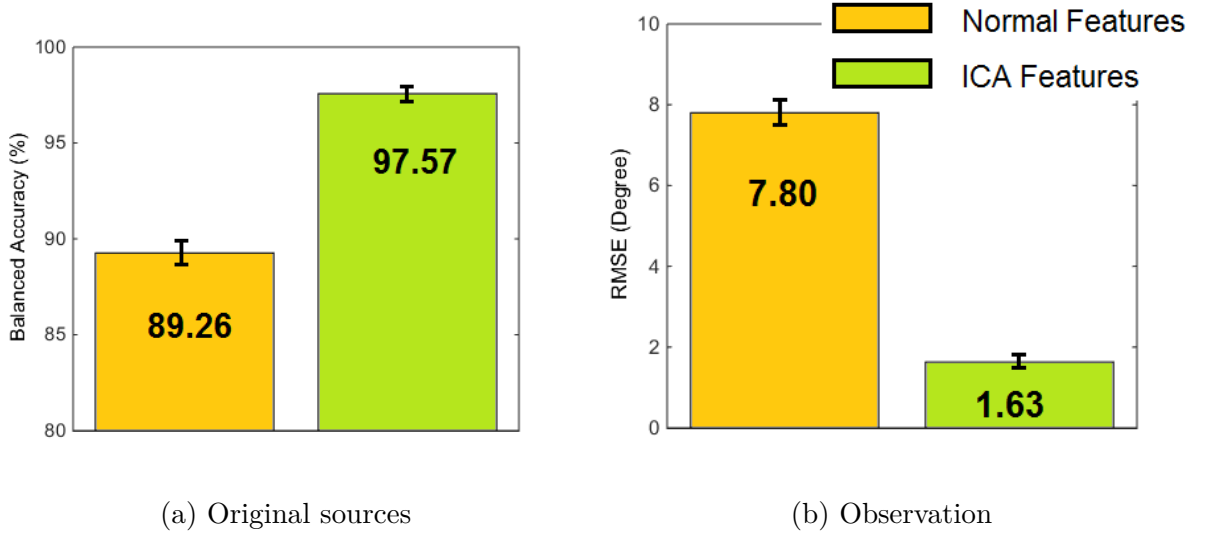 100
95
90
85
80
Balanced Accuracy (%)
89.26
97.57
(a) Original sources
10
8
6
4
2
0
RMSE (Degree)
7.80
1.63
Normal Features
ICA Features
(b) Observation